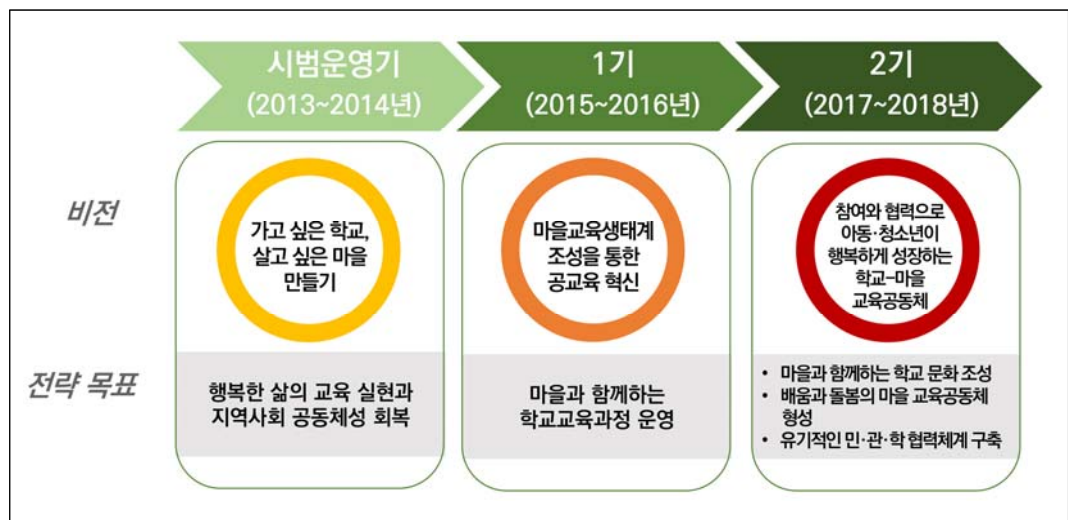 시범운영기
(2013~2014년)
1기
(2015~2016년)
2기
(2017~2018년)
비전
가고 싶은 학교,
살고 싶은 마을
만들기
마을교육생태계
조성을 통한
공교육 혁신
참여와 협력으로
아동·청소년이
행복하게 성장하는
학교-마을
교육공동체
전략 목표
행복한 삶의 교육 실현과
지역사회 공동체성 회복
마을과 함께하는
학교교육과정 운영
• 마을과 함께하는 학교 문화 조성
• 배움과 돌봄의 마을 교육공동체
형성
• 유기적인 민·관·학 협력체계 구축